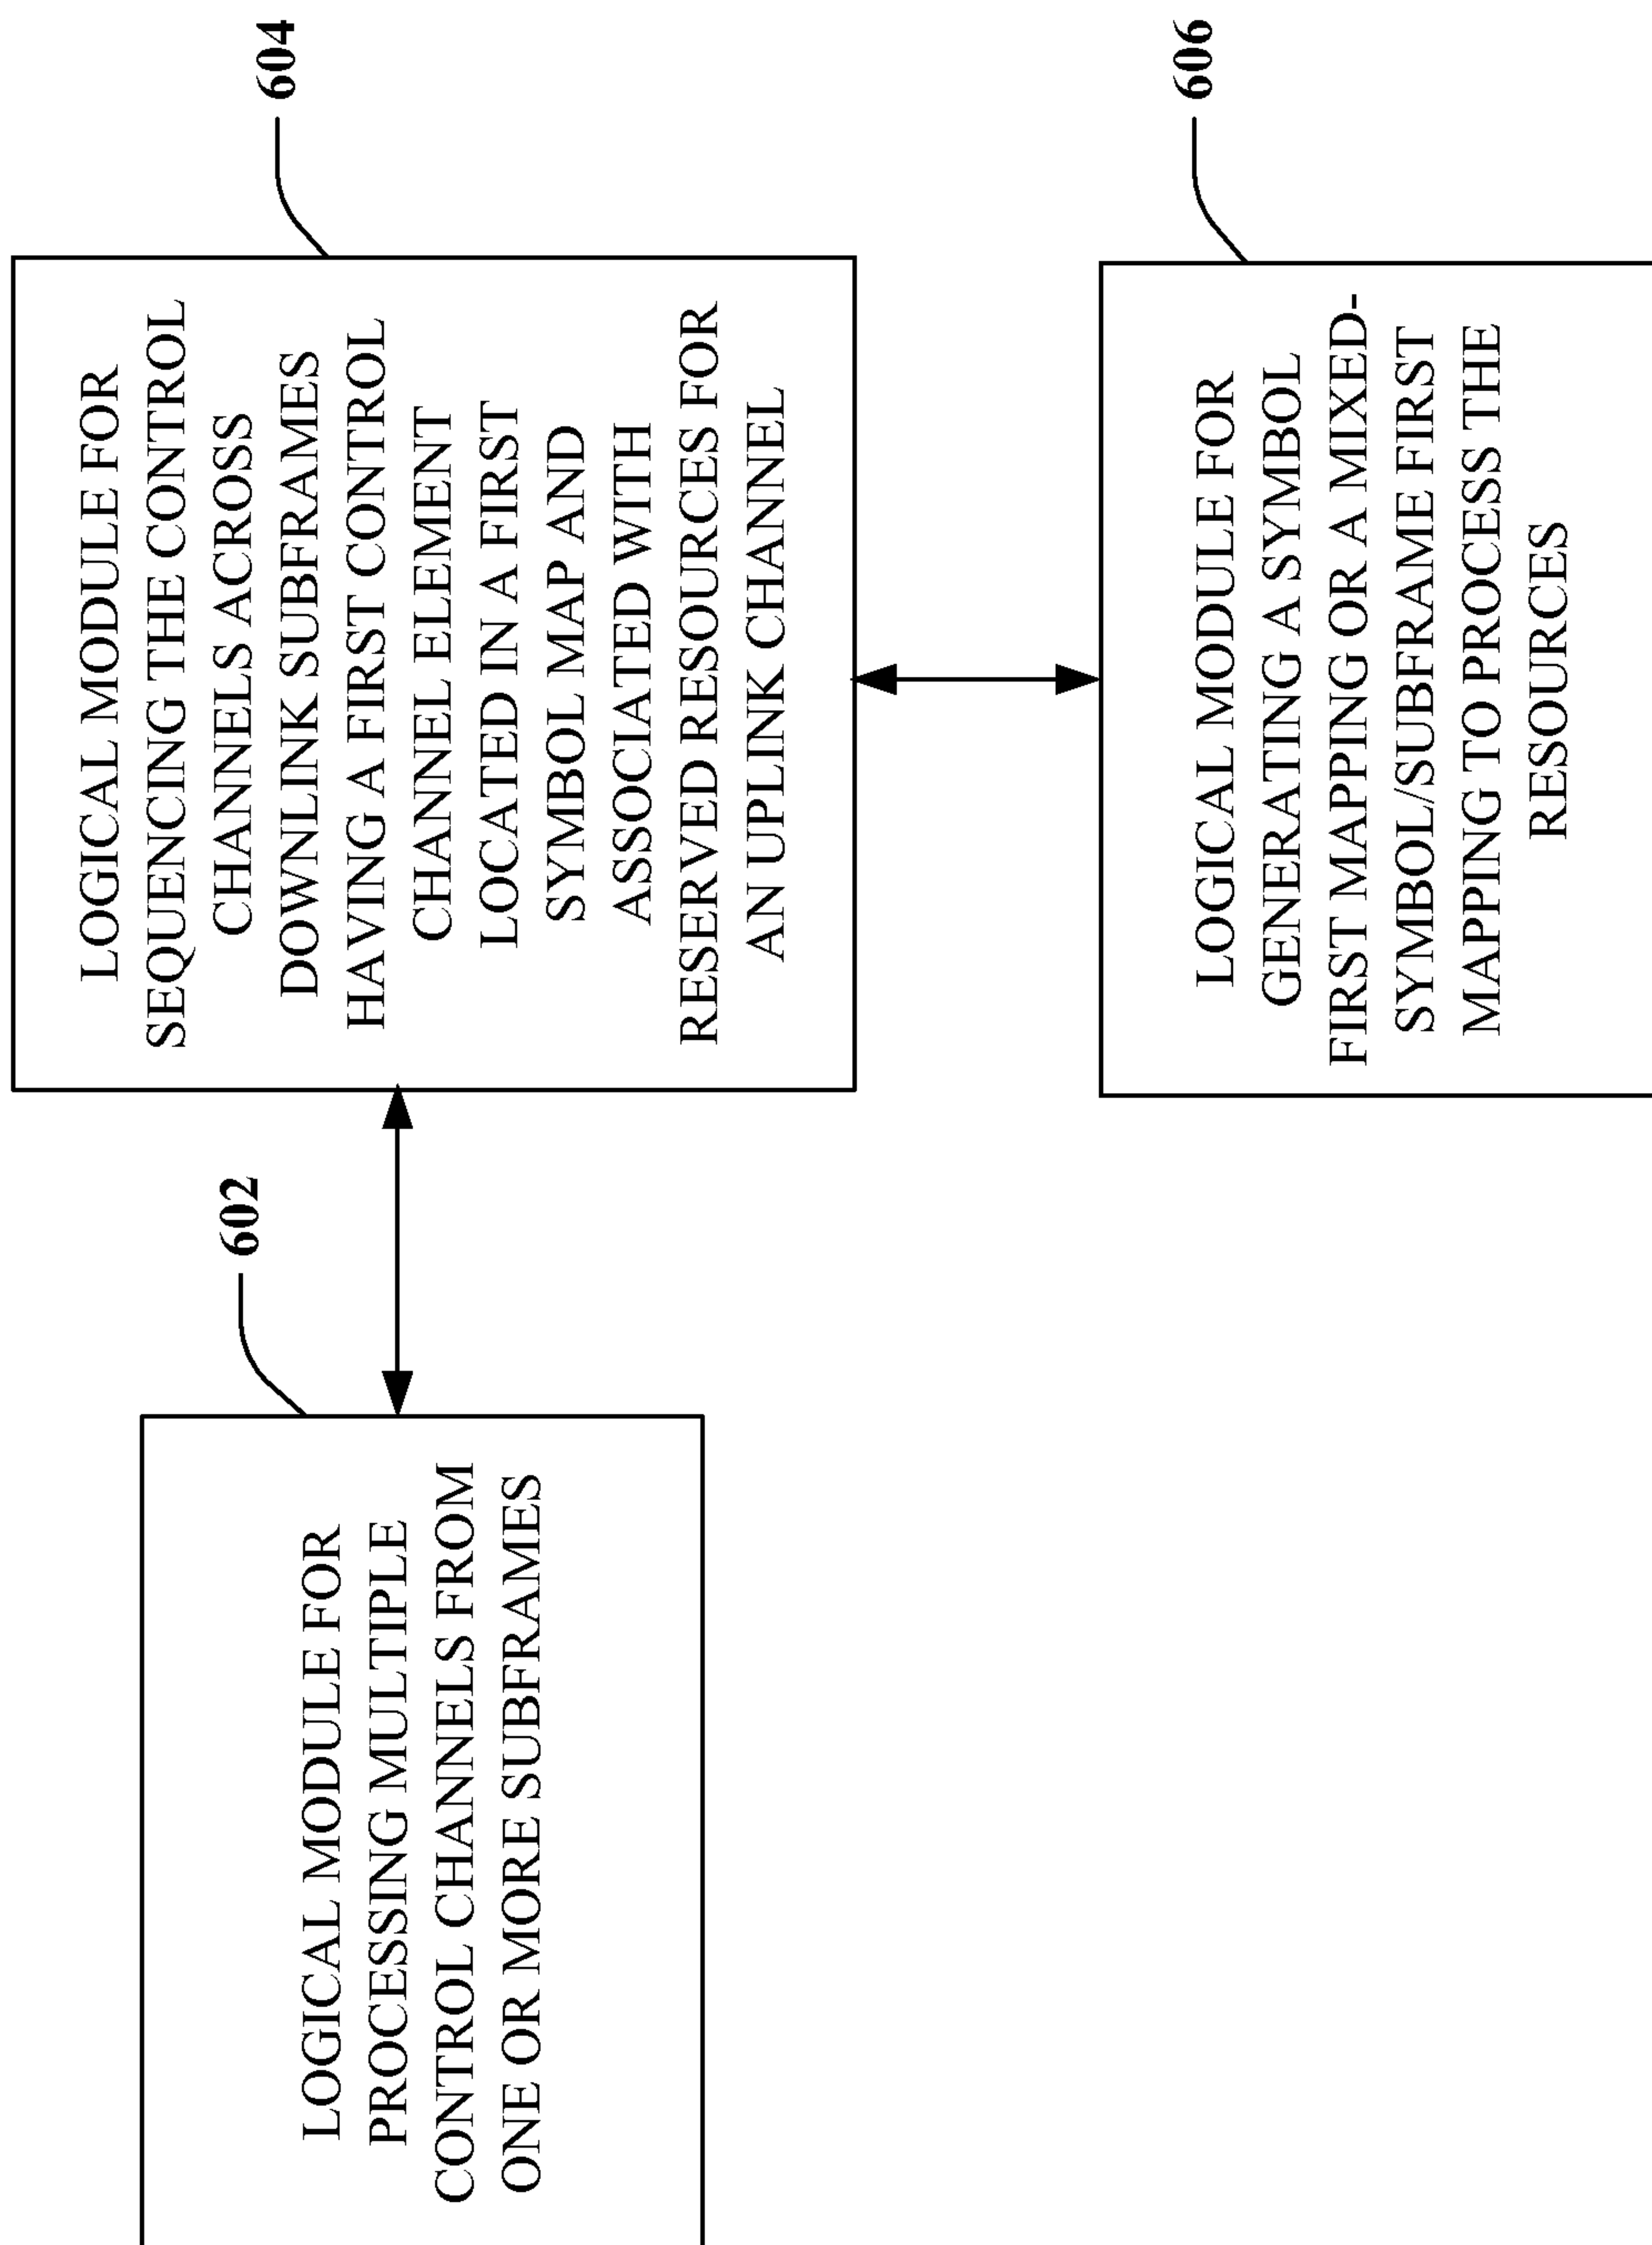 602
LOGICAL MODULE FOR
PROCESSING MULTIPLE
CONTROL CHANNELS FROM
ONE OR MORE SUBFRAMES
604
LOGICAL MODULE FOR
SEQUENCING THE CONTROL
CHANNELS ACROSS
DOWNLINK SUBFRAMES
HAVING A FIRST CONTROL
CHANNEL ELEMENT
LOCATED IN A FIRST
SYMBOL MAP AND
ASSOCIATED WITH
RESERVED RESOURCES FOR
AN UPLINK CHANNEL
606
LOGICAL MODULE FOR
GENERATING A SYMBOL
FIRST MAPPING OR A MIXED-
SYMBOL/SUBFRAME FIRST
MAPPING TO PROCESS THE
RESOURCES